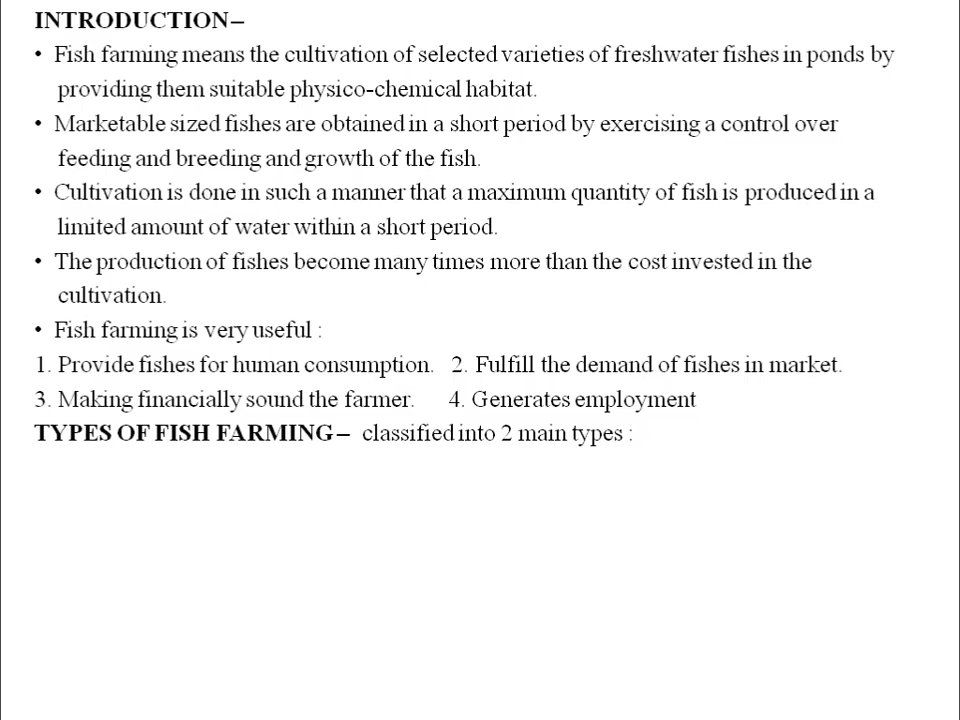 INTRODUCTION–
• Fish farming means the cultivation of selected varieties of freshwater fishes in ponds by
providing them suitable physico-chemical habitat.
• Marketable sized fishes are obtained in a short period by exercising a control over
feeding and breeding and growth of the fish.
• Cultivation is done in such a manner that a maximum quantity of fish is produced in a
limited amount of water within a short period.
• The production of fishes become many times more than the cost invested in the
cultivation.
• Fish farming is very useful :
1. Provide fishes for human consumption. 2. Fulfill the demand of fishes in market.
3. Making financially sound the farmer. 4. Generates employment
TYPES OF FISH FARMING– classified into 2 main types :